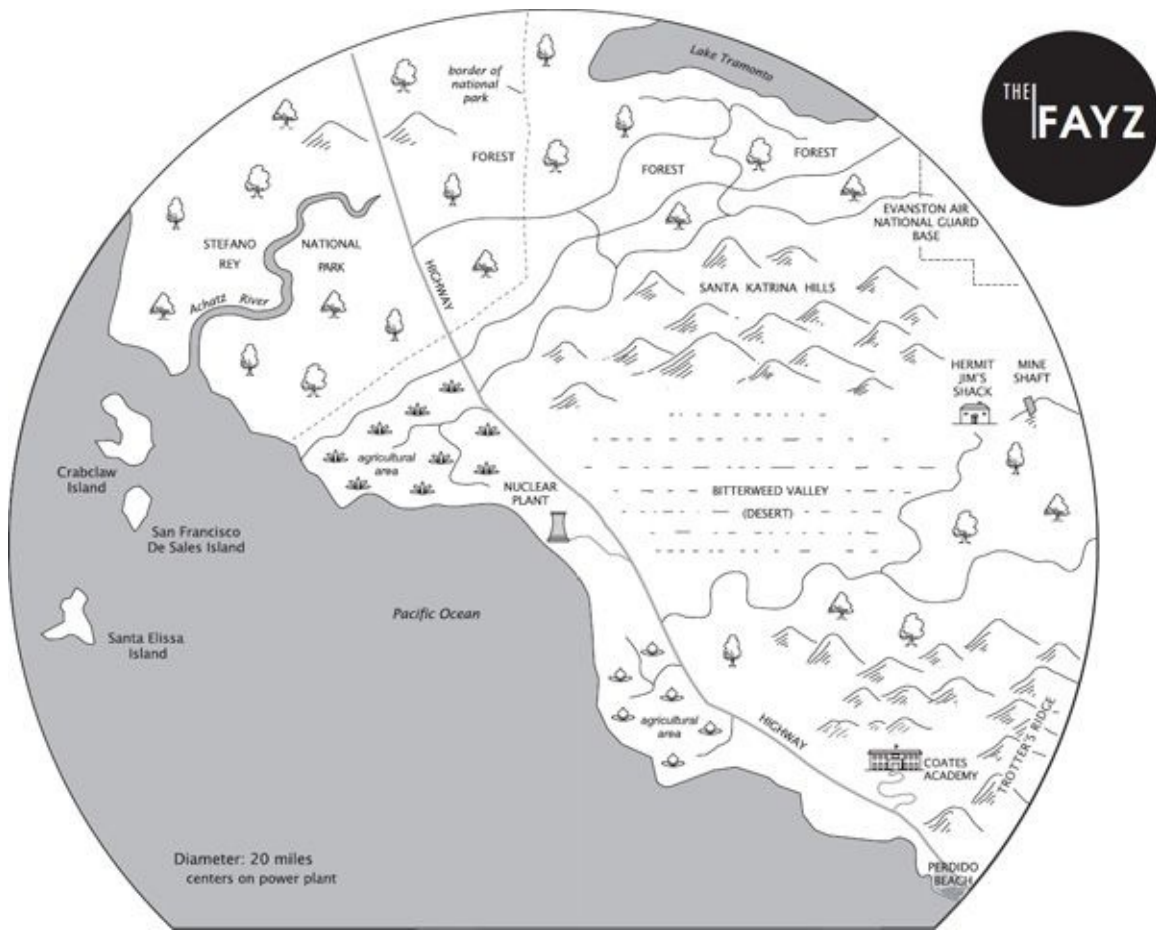 THE
FAYZ
Lake Tramonto
border of
national
park
FOREST
FOREST
FOREST
EVANSTON AIR
NATIONAL GUARD
BASE
STEFANO
REY
NATIONAL
PARK
Achatz River
HIGHWAY
SANTA KATRINA HILLS
HERMIT
JIM'S
SHACK
MINE
SHAFT
Crabclaw
Island
agricultural
area
NUCLEAR
PLANT
BITTERWEED VALLEY
(DESERT)
San Francisco
De Sales Island
Pacific Ocean
Santa Elissa
Island
agricultural
area
HIGHWAY
TROTTER'S RIDGE
COATES
ACADEMY
Diameter: 20 miles
centers on power plant
PERDIDO
BEACH